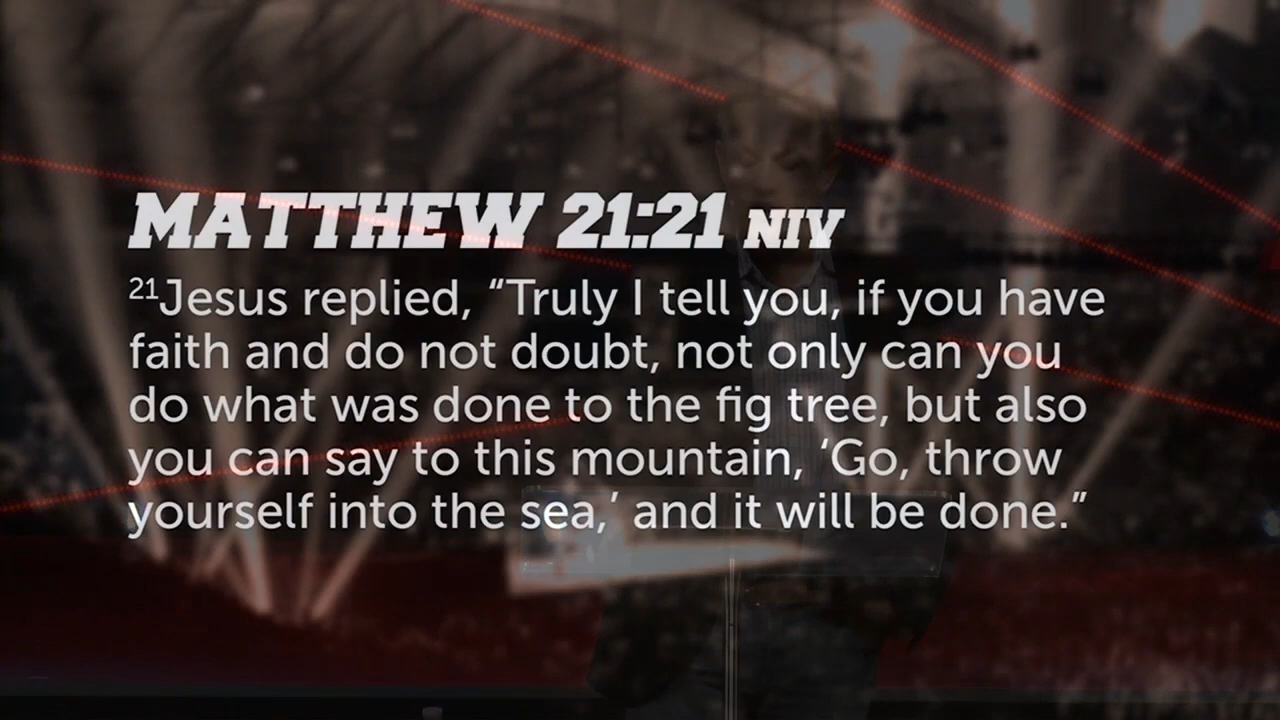 MATTHEW 21:21 NIV
²¹Jesus replied, “Truly I tell you, if you have
faith and do not doubt, not only can you
do what was done to the fig tree, but also
you can say to this mountain, ‘Go, throw
yourself into the sea,’ and it will be done.”